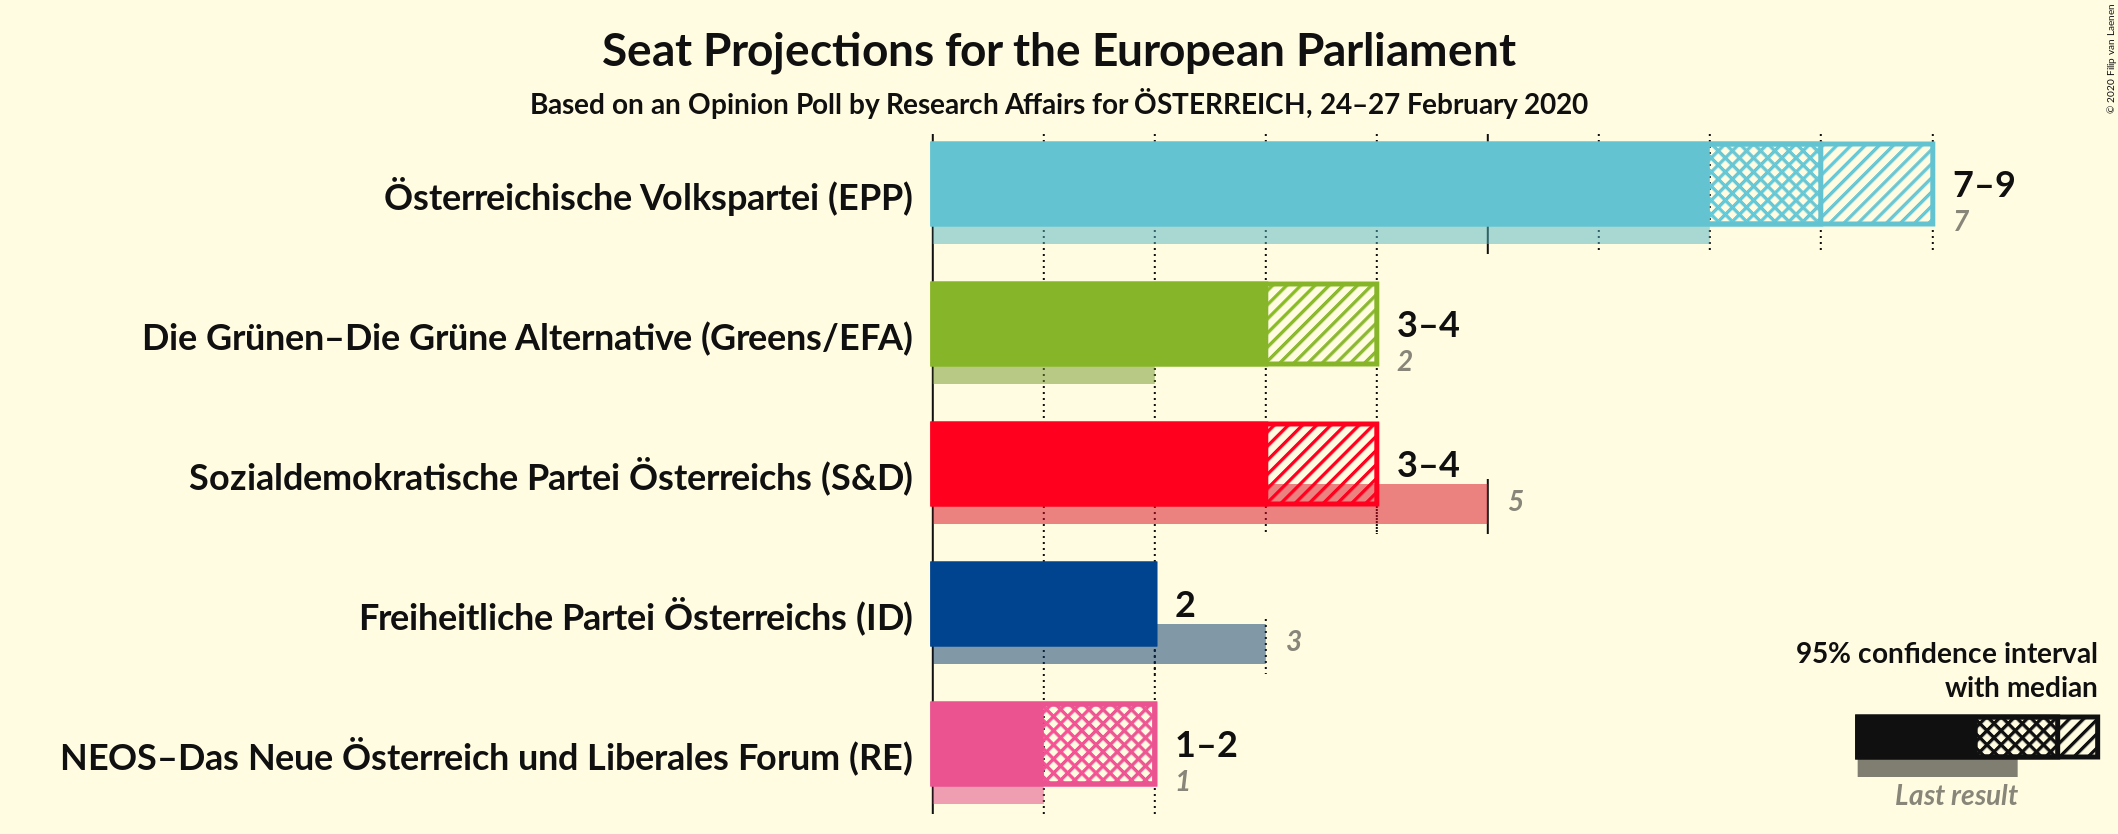 Seat Projections for the European Parliament
Based on an Opinion Poll by Research Affairs for ÖSTERREICH, 24–27 February 2020
© 2020 Filip van Laenen
Österreichische Volkspartei (EPP)
7–9
7
Die Grünen–Die Grüne Alternative (Greens/EFA)
3–4
2
Sozialdemokratische Partei Österreichs (S&D)
3–4
5
Freiheitliche Partei Österreichs (ID)
2
3
NEOS–Das Neue Österreich und Liberales Forum (RE)
1–2
1
95% confidence interval
with median
Last result